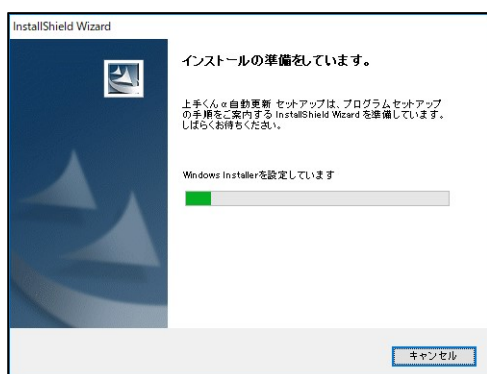 InstallShield Wizard
インストールの準備をしています。
上手くんα自動更新 セットアップは、プログラムセットアップ
の手順をご案内する InstallShield Wizard を準備しています。
しばらくお待ちください。
Windows Installerを設定しています
キャンセル